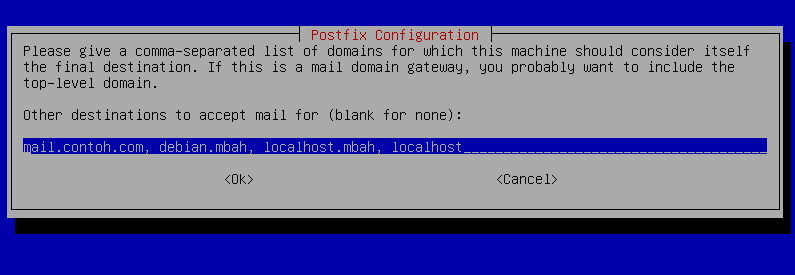 Postfix Configuration
Please give a comma-separated list of domains for which this machine should consider itself
the final destination. If this is a mail domain gateway, you probably want to include the
top-level domain.
Other destinations to accept mail for (blank for none):
mail.contoh.com, debian.mbah, localhost.mbah, localhost
<Ok> <Cancel>